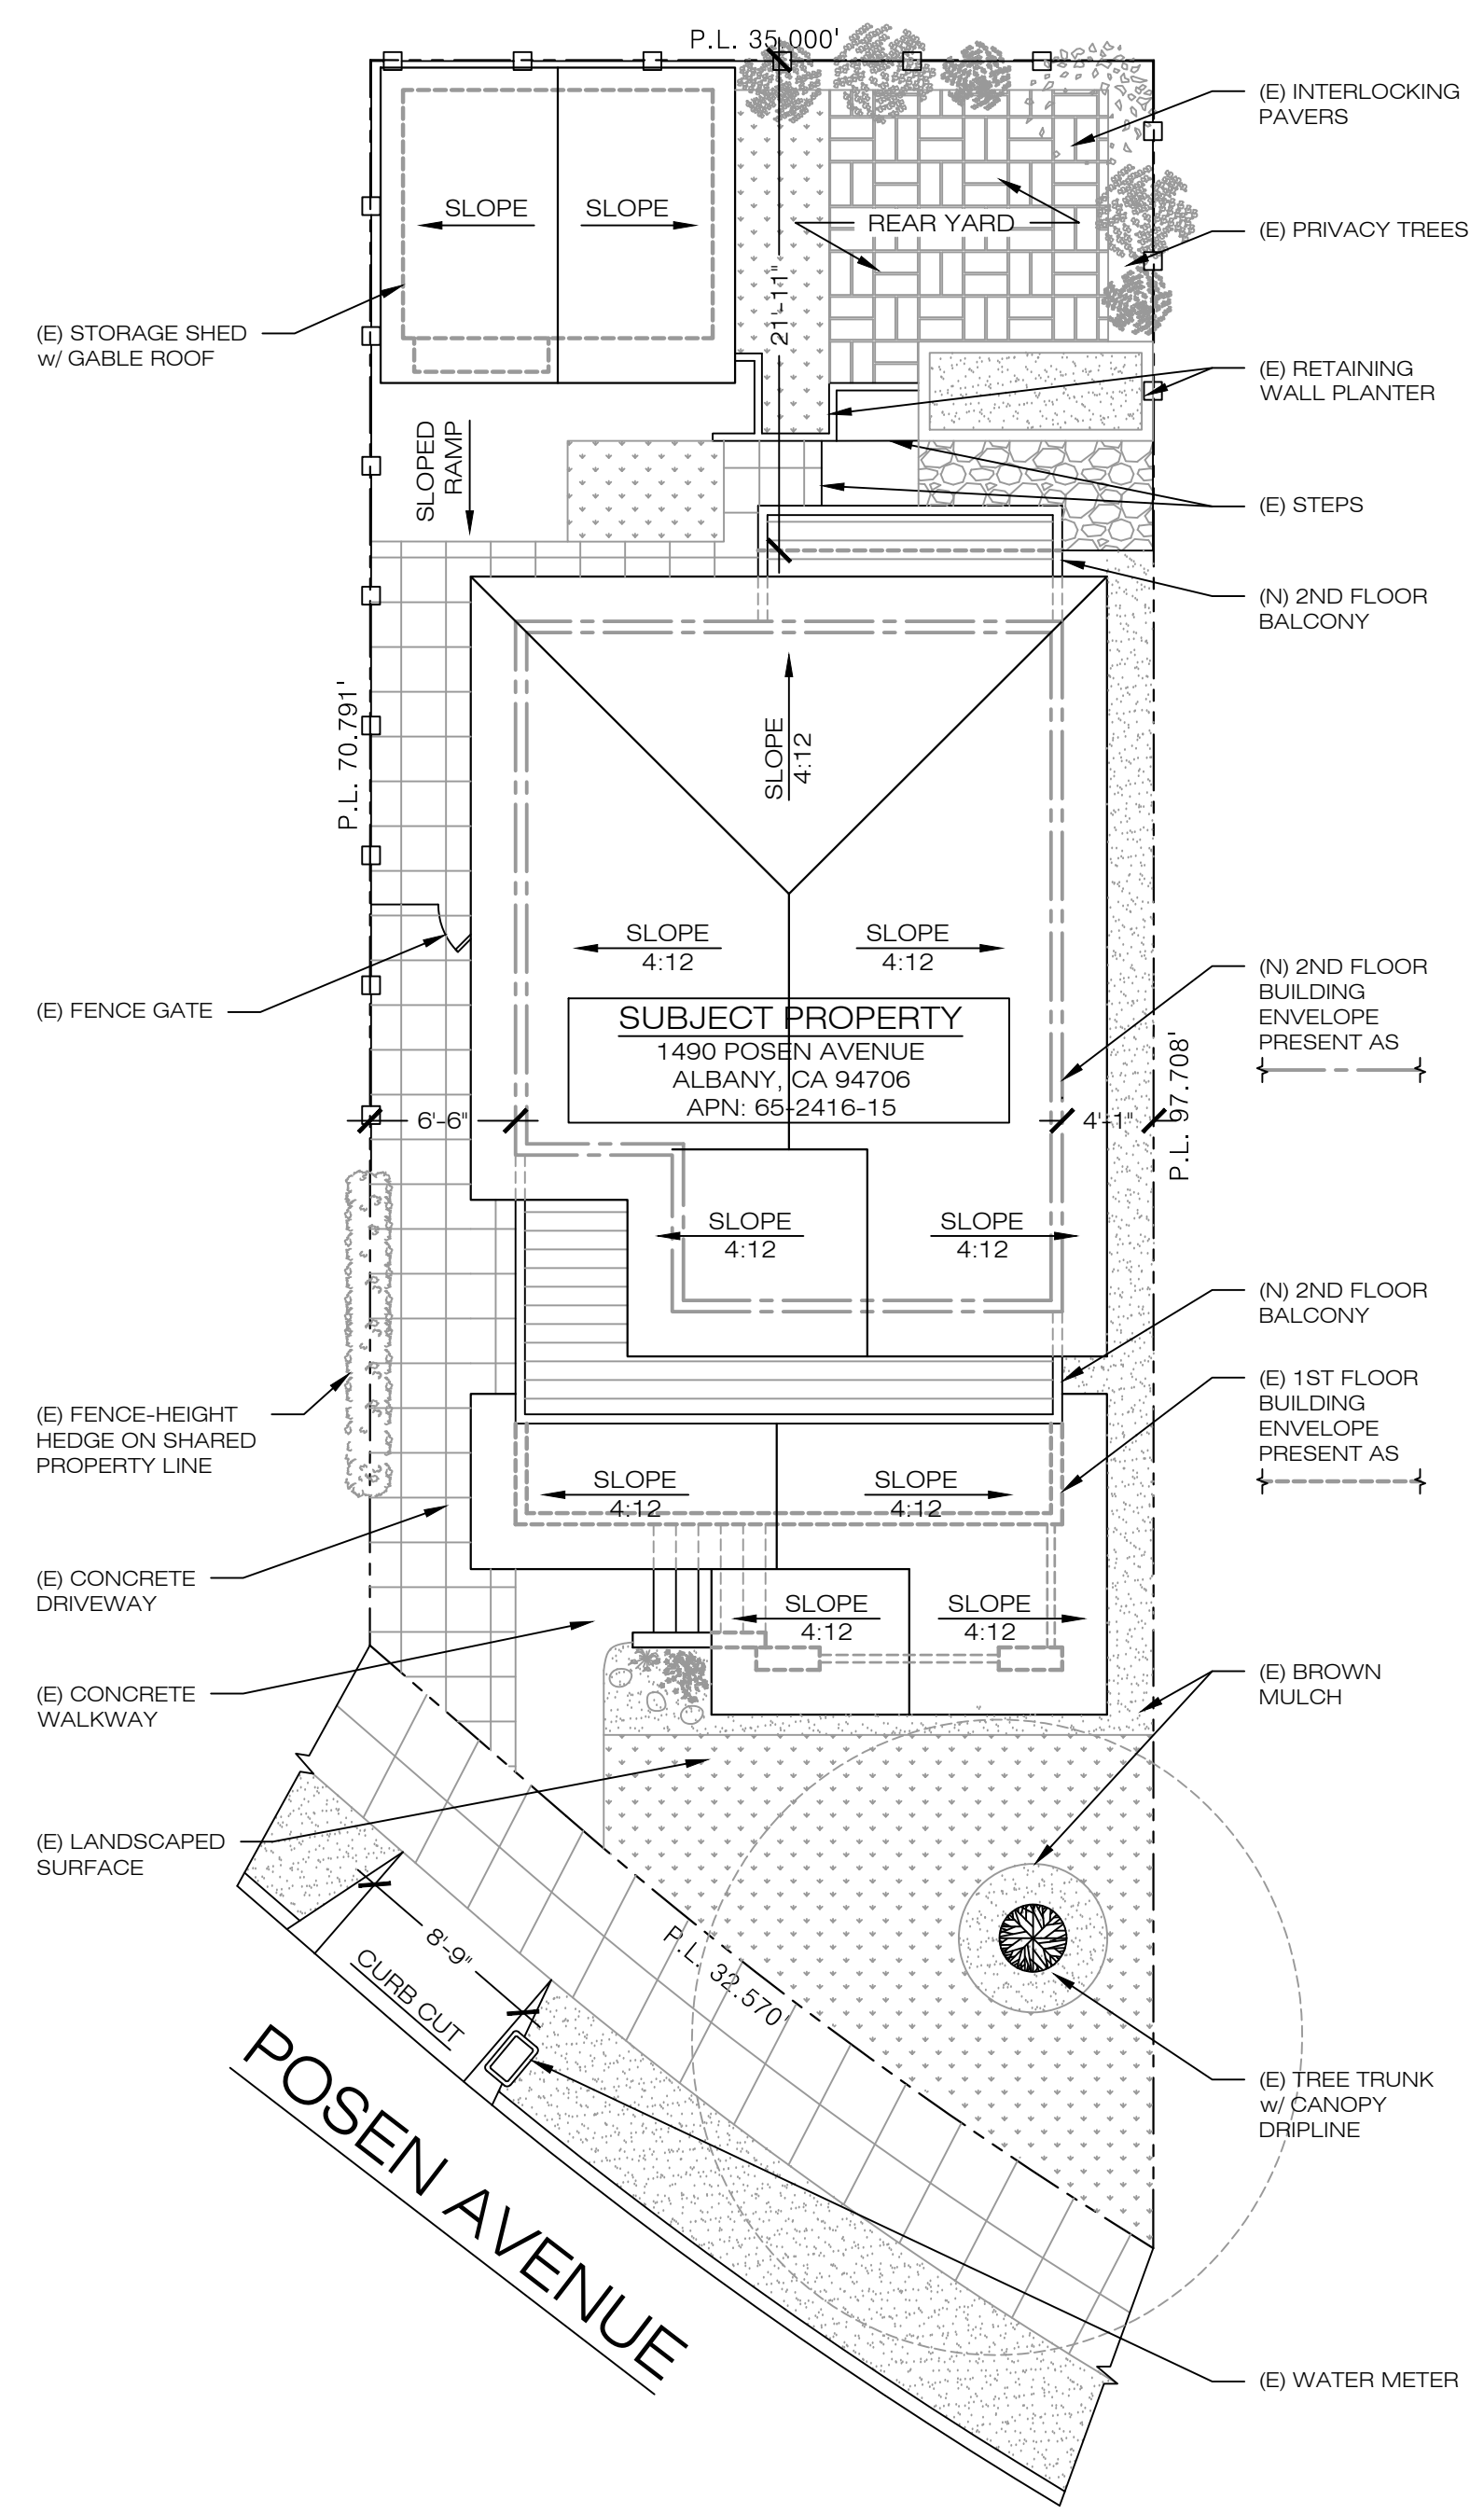 P.L. 35.000'
(E) INTERLOCKING
PAVERS
SLOPE
SLOPE
REAR YARD
(E) PRIVACY TREES
21'-11"
(E) STORAGE SHED
w/ GABLE ROOF
(E) RETAINING
WALL PLANTER
SLOPED
RAMP
(E) STEPS
(N) 2ND FLOOR
BALCONY
P.L. 70.791'
SLOPE
4:12
SLOPE
4:12
SLOPE
4:12
(N) 2ND FLOOR
BUILDING
ENVELOPE
PRESENT AS
(E) FENCE GATE
SUBJECT PROPERTY
1490 POSEN AVENUE
ALBANY, CA 94706
APN: 65-2416-15
6'-6"
4'-1"
P.L. 97.708'
SLOPE
4:12
SLOPE
4:12
(N) 2ND FLOOR
BALCONY
(E) 1ST FLOOR
BUILDING
ENVELOPE
PRESENT AS
(E) FENCE-HEIGHT
HEDGE ON SHARED
PROPERTY LINE
SLOPE
4:12
SLOPE
4:12
(E) CONCRETE
DRIVEWAY
SLOPE
4:12
SLOPE
4:12
(E) CONCRETE
WALKWAY
(E) BROWN
MULCH
(E) LANDSCAPED
SURFACE
8'-9"
CURB CUT
P.L. 32.570'
POSEN AVENUE
(E) TREE TRUNK
w/ CANOPY
DRIPLINE
(E) WATER METER